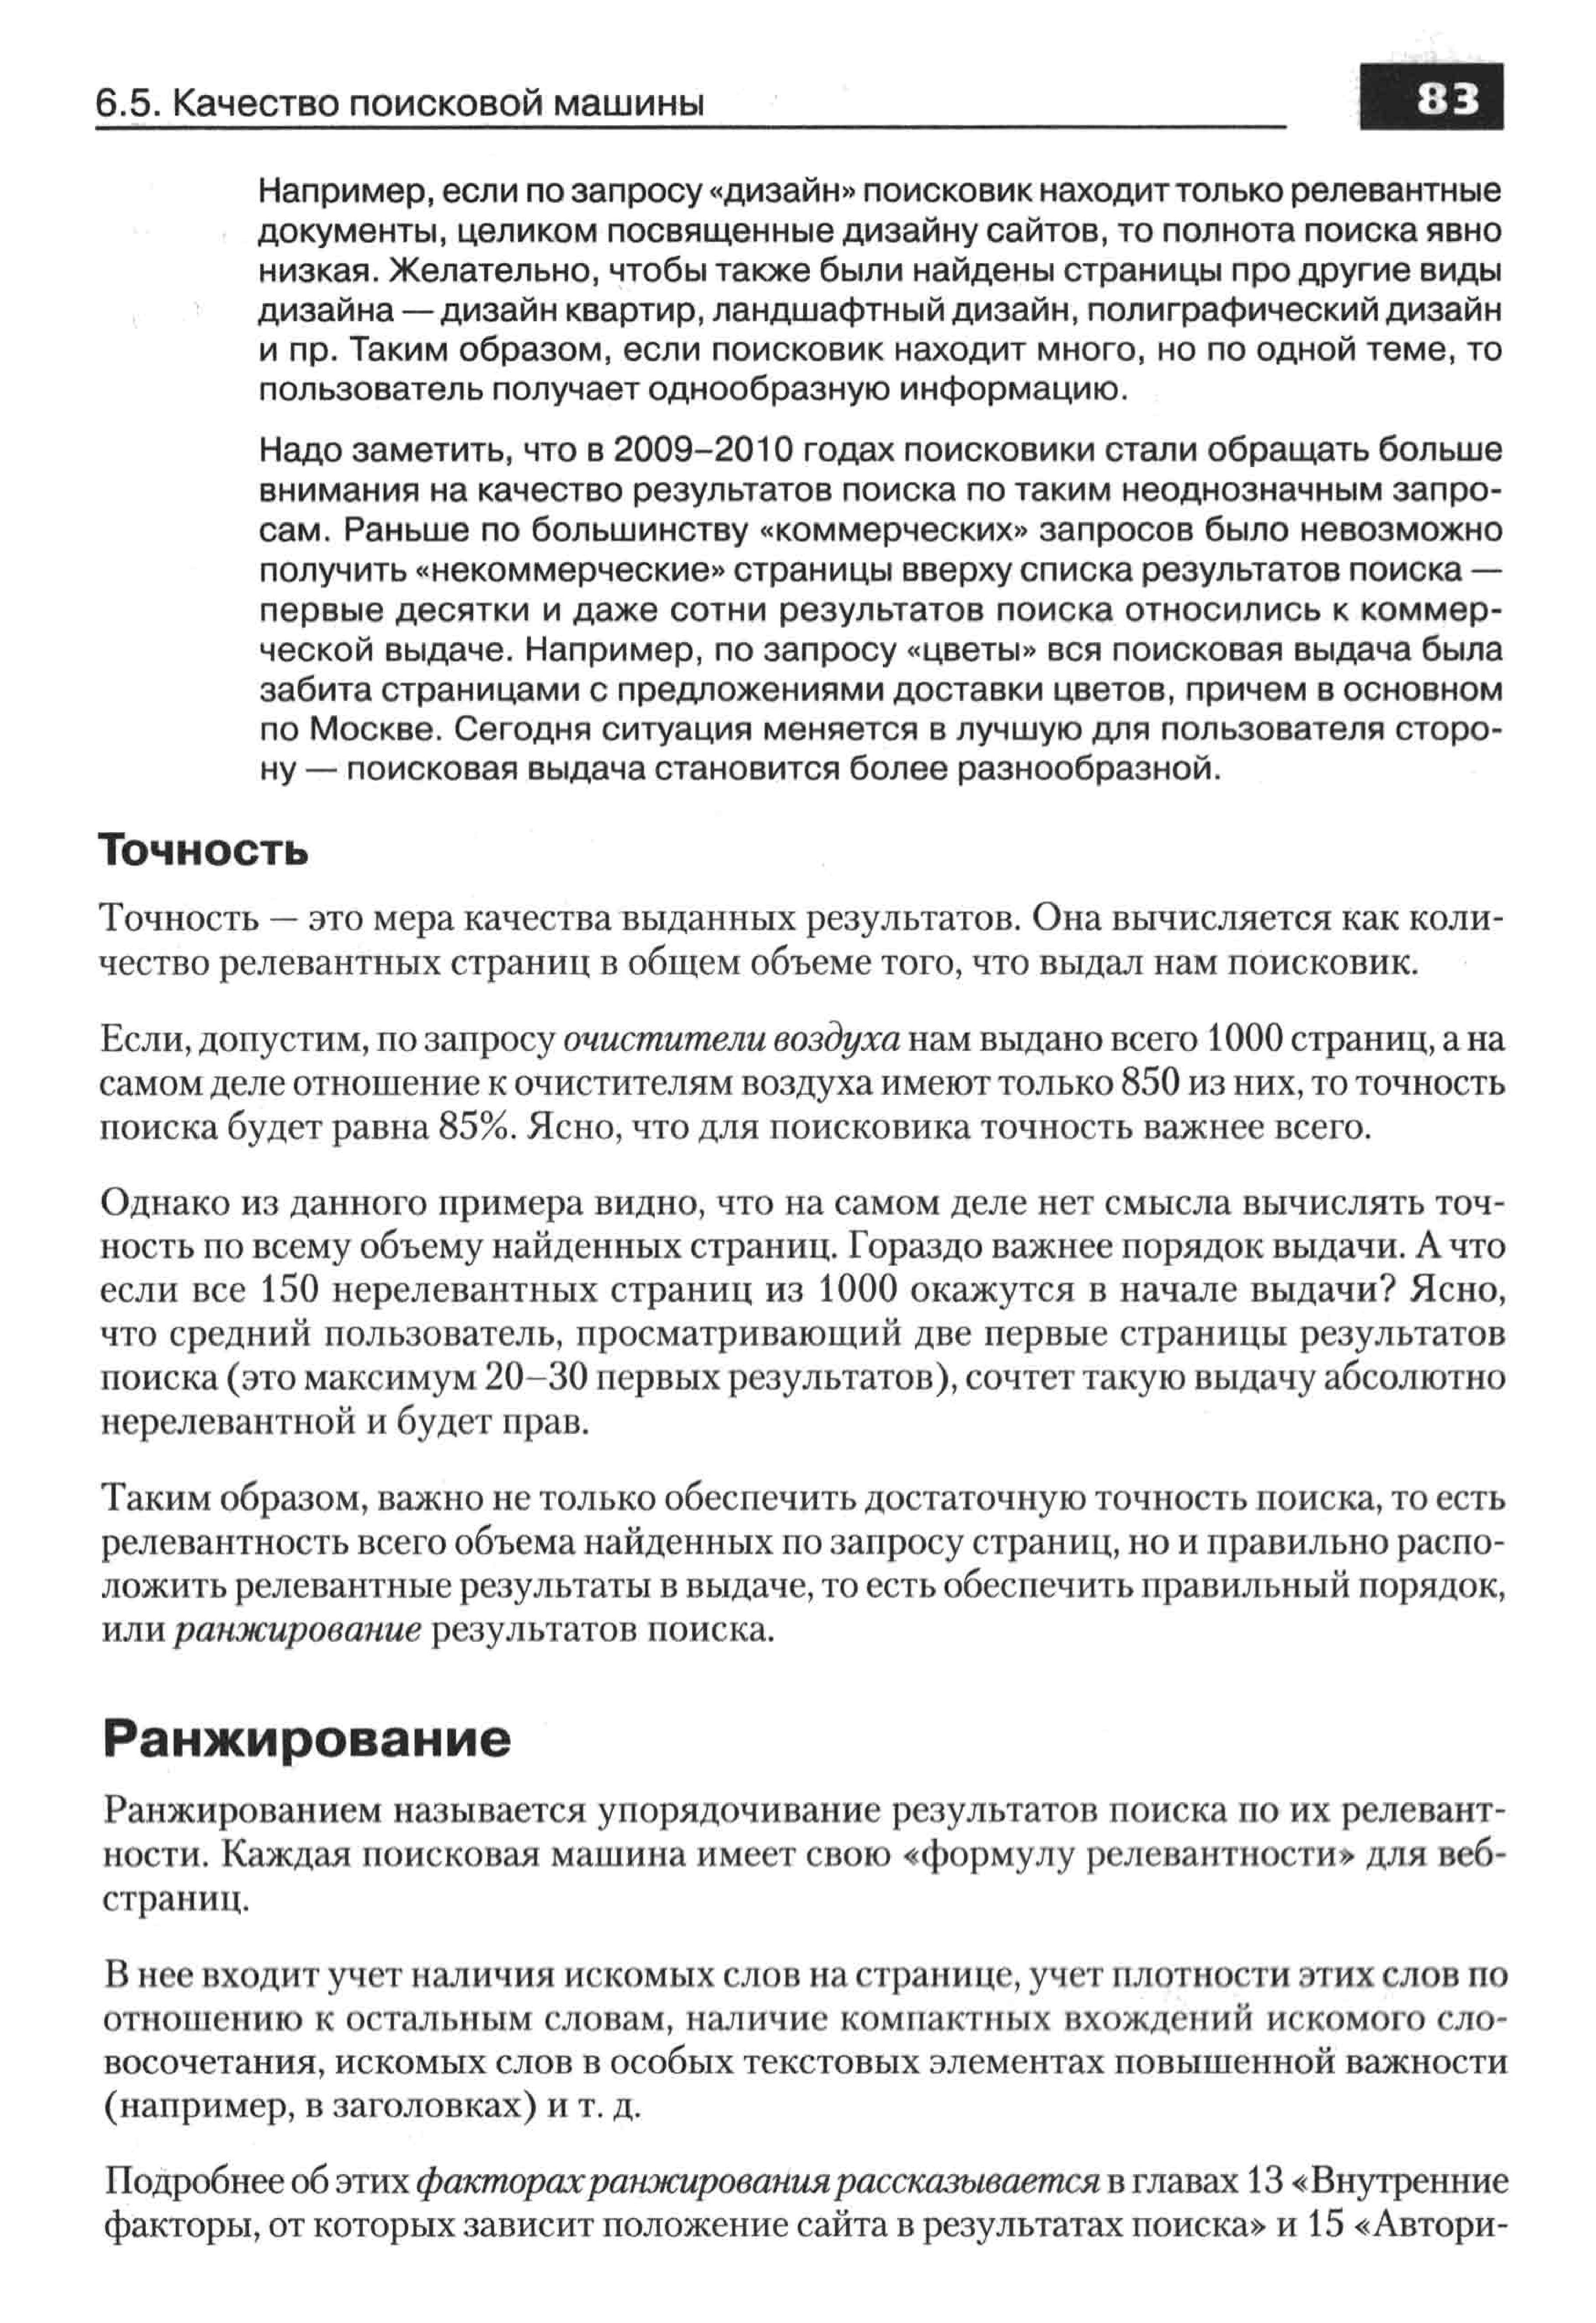 6.5. Качество поисковой машины
83
Например, если по запросу «дизайн» поисковик находит только релевантные
документы, целиком посвященные дизайну сайтов, то полнота поиска явно
низкая. Желательно, чтобы также были найдены страницы про другие виды
дизайна — дизайн квартир, ландшафтный дизайн, полиграфический дизайн
и пр. Таким образом, если поисковик находит много, но по одной теме, то
пользователь получает однообразную информацию.
Надо заметить, что в 2009–2010 годах поисковики стали обращать больше
внимания на качество результатов поиска по таким неоднозначным запро-
сам. Раньше по большинству «коммерческих» запросов было невозможно
получить «некоммерческие» страницы вверху списка результатов поиска —
первые десятки и даже сотни результатов поиска относились к коммер-
ческой выдаче. Например, по запросу «цветы» вся поисковая выдача была
забита страницами с предложениями доставки цветов, причем в основном
по Москве. Сегодня ситуация меняется в лучшую для пользователя сторо-
ну — поисковая выдача становится более разнообразной.
Точность
Точность — это мера качества выданных результатов. Она вычисляется как коли-
чество релевантных страниц в общем объеме того, что выдал нам поисковик.
Если, допустим, по запросу очистители воздуха нам выдано всего 1000 страниц, а на
самом деле отношение к очистителям воздуха имеют только 850 из них, то точность
поиска будет равна 85%. Ясно, что для поисковика точность важнее всего.
Однако из данного примера видно, что на самом деле нет смысла вычислять точ-
ность по всему объему найденных страниц. Гораздо важнее порядок выдачи. А что
если все 150 нерелевантных страниц из 1000 окажутся в начале выдачи? Ясно,
что средний пользователь, просматривающий две первые страницы результатов
поиска (это максимум 20–30 первых результатов), сочтет такую выдачу абсолютно
нерелевантной и будет прав.
Таким образом, важно не только обеспечить достаточную точность поиска, то есть
релевантность всего объема найденных по запросу страниц, но и правильно распо-
ложить релевантные результаты в выдаче, то есть обеспечить правильный порядок,
или ранжирование результатов поиска.
Ранжирование
Ранжированием называется упорядочивание результатов поиска по их релевант-
ности. Каждая поисковая машина имеет свою «формулу релевантности» для веб-
страниц.
В нее входит учет наличия искомых слов на странице, учет плотности этих слов по
отношению к остальным словам, наличие компактных вхождений искомого сло-
восочетания, искомых слов в особых текстовых элементах повышенной важности
(например, в заголовках) и т. д.
Подробнее об этих факторах ранжирования рассказывается в главах 13 «Внутренние
факторы, от которых зависит положение сайта в результатах поиска» и 15 «Автори-